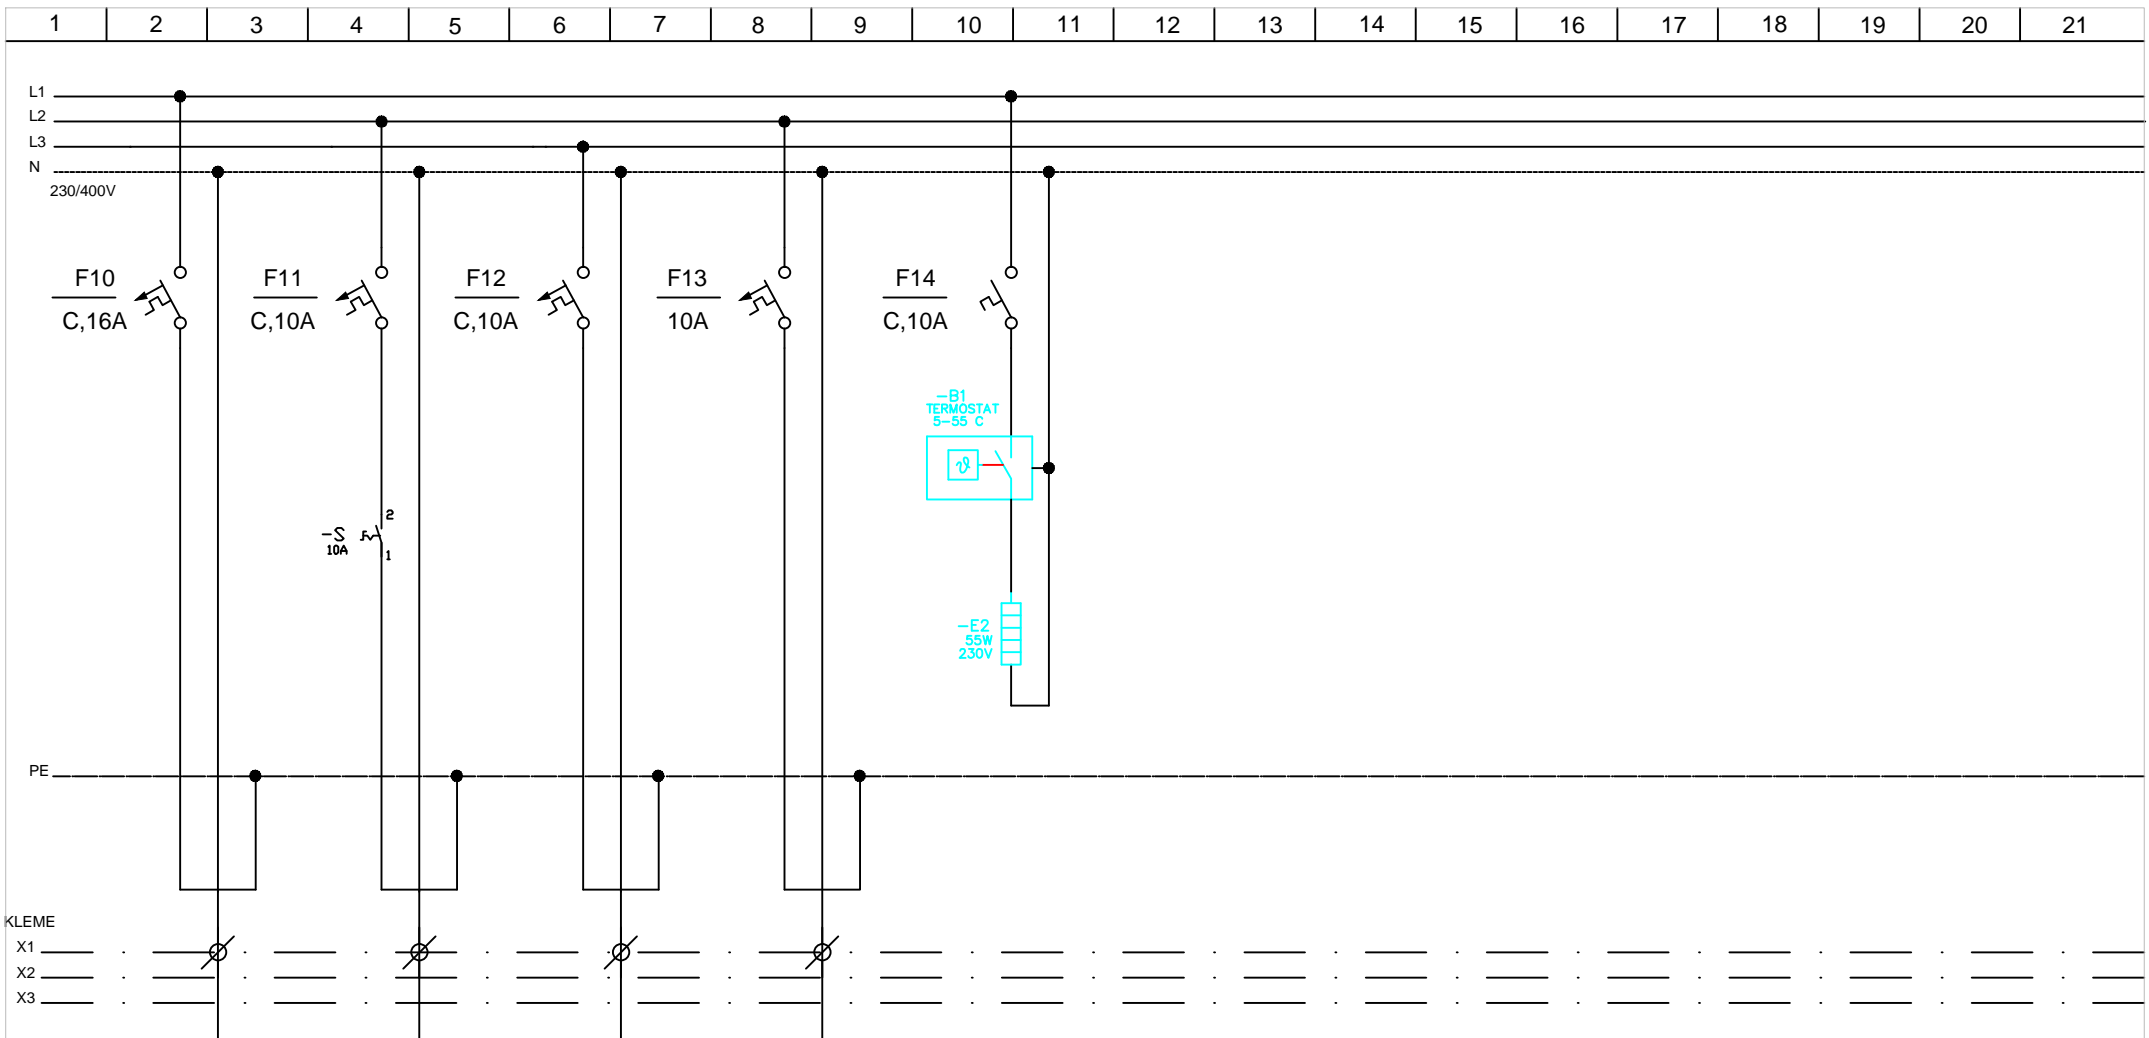 1 2 3 4 5 6 7 8 9 10 11 12 13 14 15 16 17 18 19 20 21
L1
L2
L3
N
230/400V
F10 F11 F12 F13 F14
C,16A C,10A C,10A 10A C,10A
-B1
TERMOSTAT
5-55 C
ϑ
2
-S
10A
1
-E2
55W
230V
PE
KLEME
X1
X2
X3